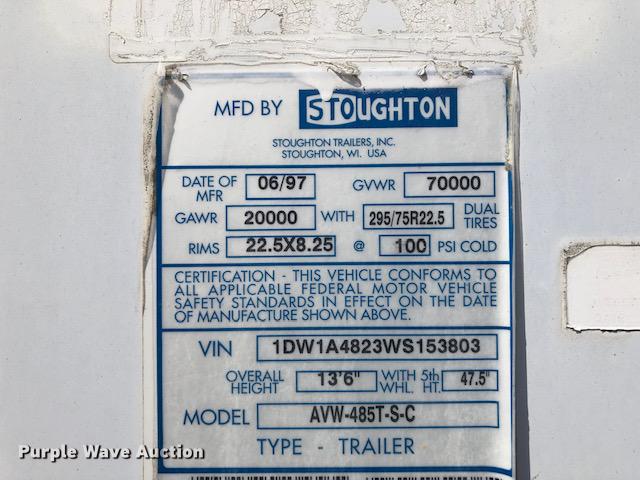 MFD BY STOUGHTON
STOUGHTON TRAILERS, INC.
STOUGHTON, WI. USA
DATE OF MFR 06/97 GVWR 70000
GAWR 20000 WITH 295/75R22.5 DUAL TIRES
RIMS 22.5X8.25 @ 100 PSI COLD
CERTIFICATION - THIS VEHICLE CONFORMS TO
ALL APPLICABLE FEDERAL MOTOR VEHICLE
SAFETY STANDARDS IN EFFECT ON THE DATE
OF MANUFACTURE SHOWN ABOVE.
VIN 1DW1A4823WS153803
OVERALL HEIGHT 13'6" WITH 5th WHL. HT. 47.5"
MODEL AVW-485T-S-C
TYPE - TRAILER
Purple Wave Auction